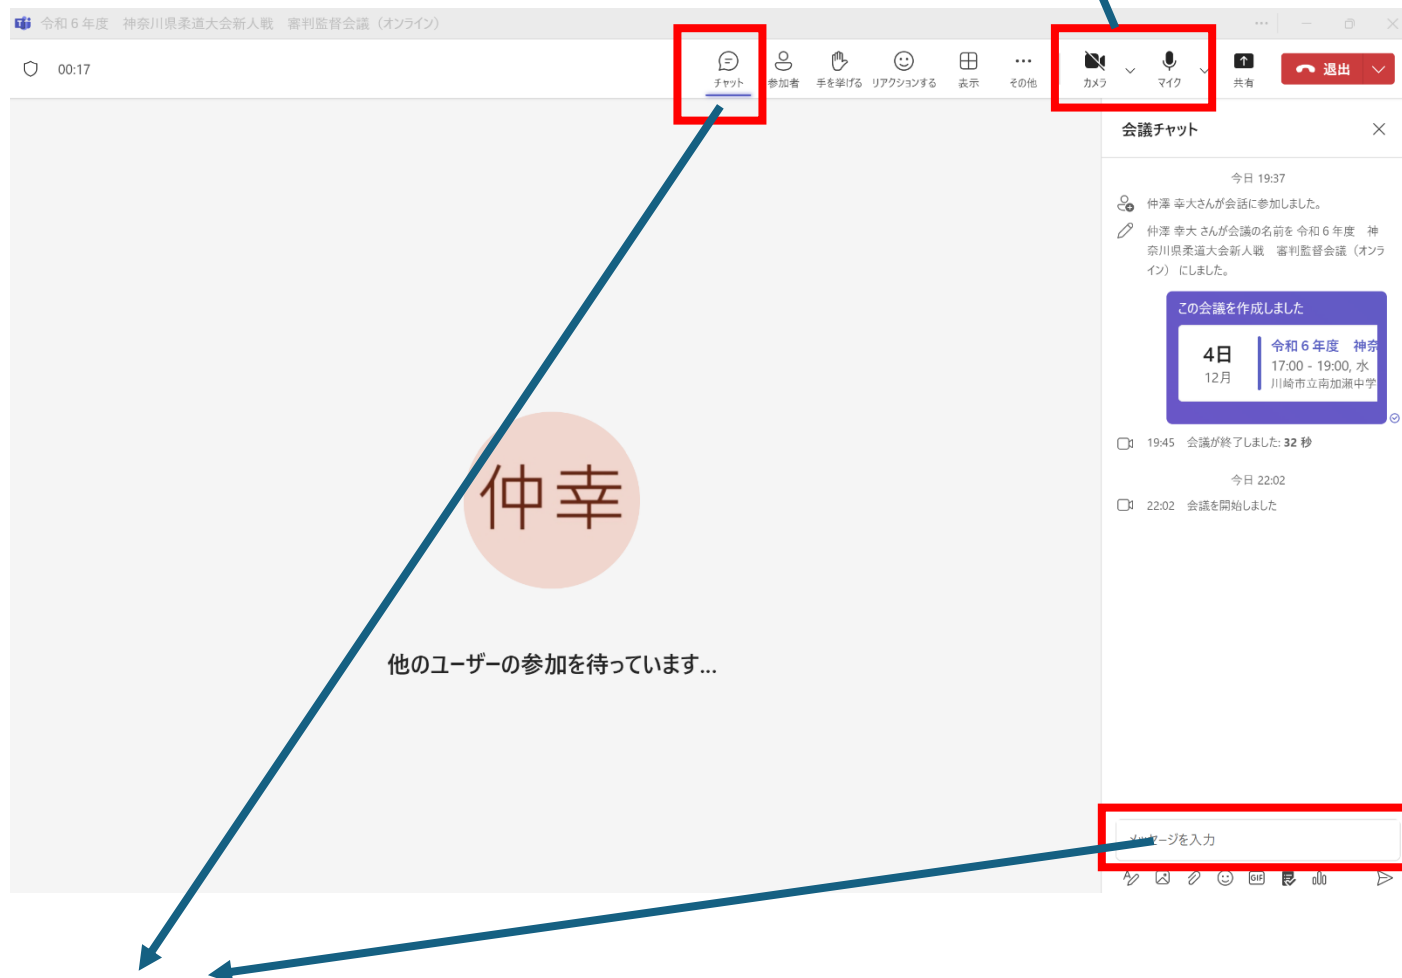 令和６年度　神奈川県柔道大会新人戦　審判監督会議（オンライン）
00:17
チャット
参加者
手を挙げる
リアクションする
表示
その他
カメラ
マイク
共有
退出
会議チャット
今日 19:37
仲澤 幸大さんが会話に参加しました。
仲澤 幸大 さんが会議の名前を 令和６年度　神
奈川県柔道大会新人戦　審判監督会議（オンラ
イン） にしました。
この会議を作成しました
4日
12月
令和６年度　神奈
17:00 - 19:00, 水
川崎市立南加瀬中学
19:45 会議が終了しました: 32 秒
今日 22:02
22:02 会議を開始しました
仲幸
他のユーザーの参加を待っています...
メッセージを入力
GIF